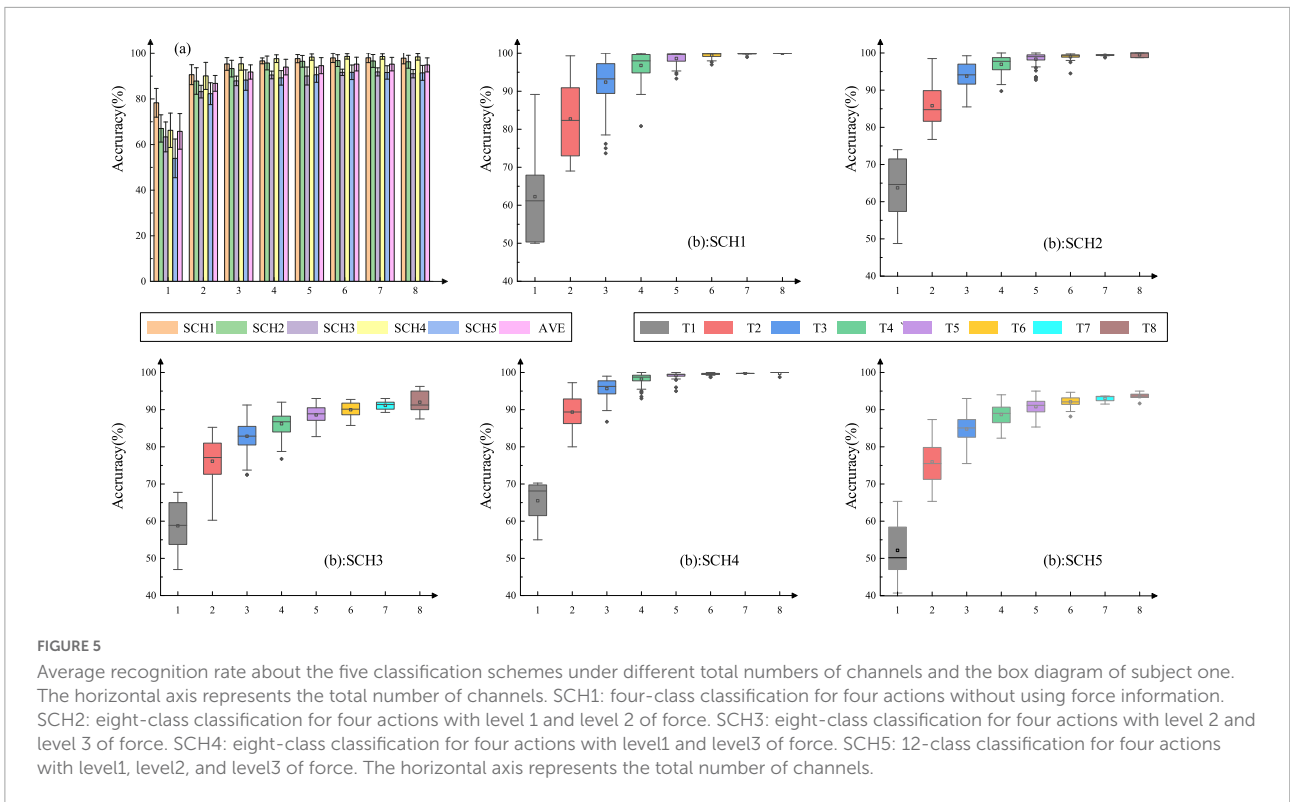 (a)
Accruracy(%)
100
80
60
40
20
0
1 2 3 4 5 6 7 8
Accruracy(%)
100
90
80
70
60
50
40
(b):SCH1
1 2 3 4 5 6 7 8
Accruracy(%)
100
90
80
70
60
50
40
(b):SCH2
1 2 3 4 5 6 7 8
SCH1 SCH2 SCH3 SCH4 SCH5 AVE
T1 T2 T3 T4 T5 T6 T7 T8
Accruracy(%)
100
90
80
70
60
50
40
(b):SCH3
1 2 3 4 5 6 7 8
Accruracy(%)
100
90
80
70
60
50
40
(b):SCH4
1 2 3 4 5 6 7 8
Accruracy(%)
100
90
80
70
60
50
40
(b):SCH5
1 2 3 4 5 6 7 8
FIGURE 5
Average recognition rate about the five classification schemes under different total numbers of channels and the box diagram of subject one.
The horizontal axis represents the total number of channels. SCH1: four-class classification for four actions without using force information.
SCH2: eight-class classification for four actions with level 1 and level 2 of force. SCH3: eight-class classification for four actions with level 2 and
level 3 of force. SCH4: eight-class classification for four actions with level1 and level3 of force. SCH5: 12-class classification for four actions
with level1, level2, and level3 of force. The horizontal axis represents the total number of channels.